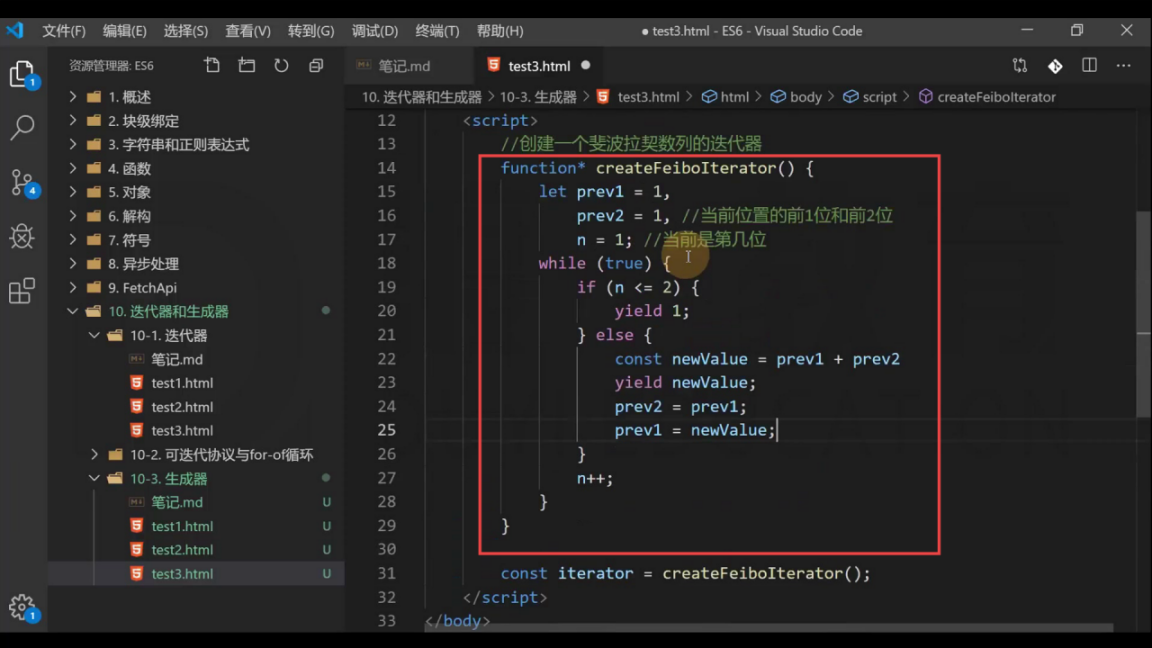 文件(F) 编辑(E) 选择(S) 查看(V) 转到(G) 调试(D) 终端(T) 帮助(H) ● test3.html - ES6 - Visual Studio Code
资源管理器: ES6
1. 概述
2. 块级绑定
3. 字符串和正则表达式
4. 函数
5. 对象
6. 解构
7. 符号
8. 异步处理
9. FetchApi
10. 迭代器和生成器
10-1. 迭代器
笔记.md
test1.html
test2.html
test3.html
10-2. 可迭代协议与for-of循环
10-3. 生成器
笔记.md U
test1.html U
test2.html U
test3.html U
1
4
1
笔记.md test3.html ●
10. 迭代器和生成器 > 10-3. 生成器 > test3.html > html > body > script > createFeiboIterator
12 <script>
13 //创建一个斐波拉契数列的迭代器
14 function* createFeiboIterator() {
15 let prev1 = 1,
16 prev2 = 1, //当前位置的前1位和前2位
17 n = 1; //当前是第几位
18 while (true) {
19 if (n <= 2) {
20 yield 1;
21 } else {
22 const newValue = prev1 + prev2
23 yield newValue;
24 prev2 = prev1;
25 prev1 = newValue;
26 }
27 n++;
28 }
29 }
30
31 const iterator = createFeiboIterator();
32 </script>
33 </body>